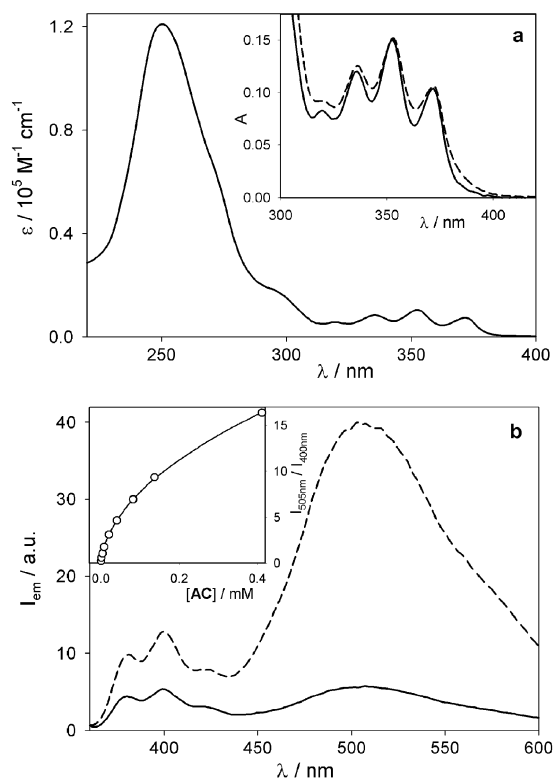 a
ε / 10⁵ M⁻¹ cm⁻¹
1.2
0.8
0.4
0.0
250 300 350 400
λ / nm
A
0.15
0.10
0.05
0.00
300 350 400
λ / nm
b
I_em / a.u.
40
30
20
10
0
400 450 500 550 600
λ / nm
I_505nm / I_400nm
15
10
5
0
0.0 0.2 0.4
[AC] / mM